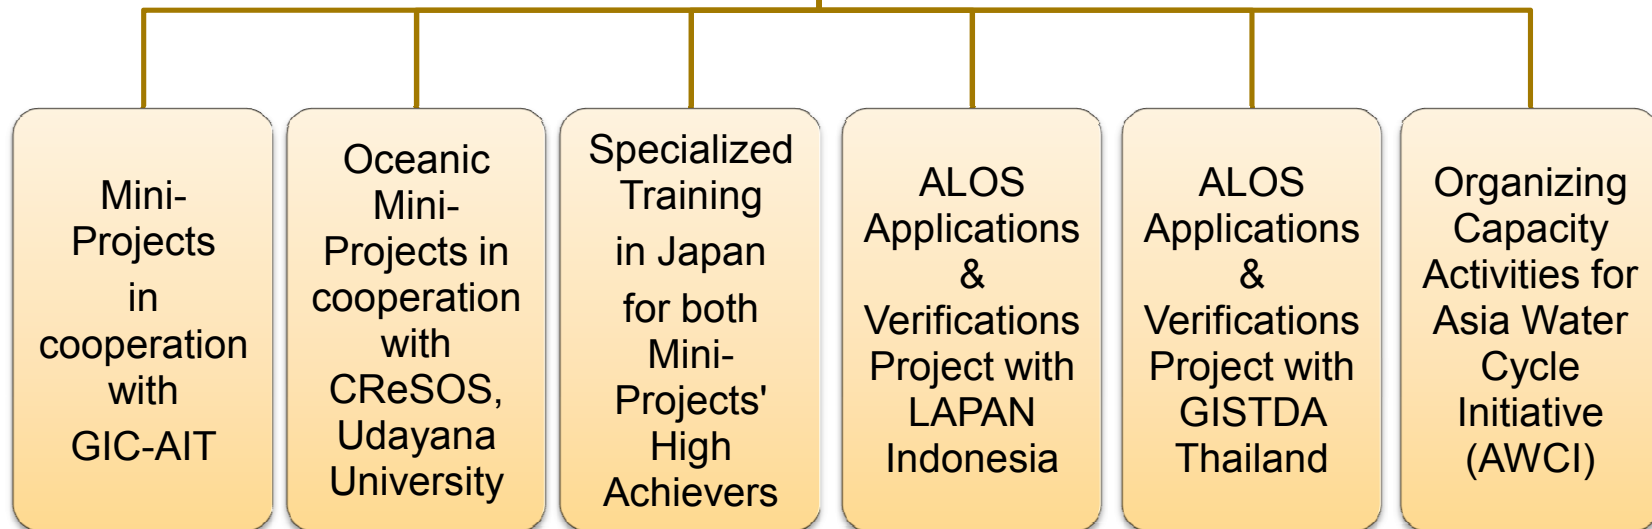 Mini-
Projects
in
cooperation
with
GIC-AIT
Oceanic
Mini-
Projects in
cooperation
with
CReSOS,
Udayana
University
Specialized
Training
in Japan
for both
Mini-
Projects'
High
Achievers
ALOS
Applications
&
Verifications
Project with
LAPAN
Indonesia
ALOS
Applications
&
Verifications
Project with
GISTDA
Thailand
Organizing
Capacity
Activities for
Asia Water
Cycle
Initiative
(AWCI)